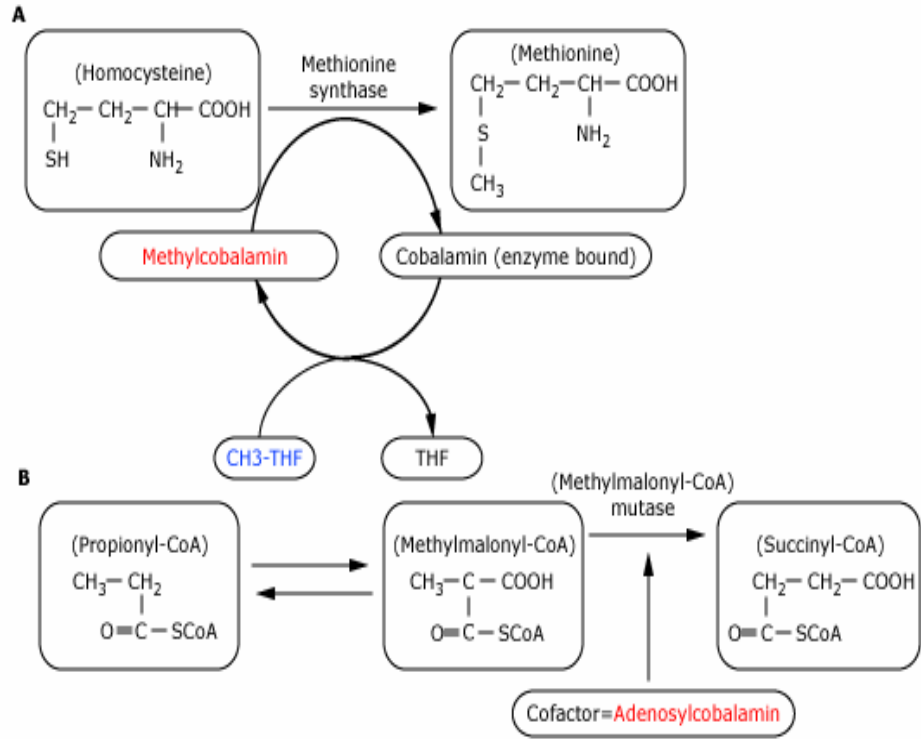 A
(Homocysteine)
CH2— CH2 — CH— COOH
SH
NH2
Methionine
synthase
(Methionine)
CH2— CH2— CH— COOH
S
NH2
CH3
Methylcobalamin
Cobalamin (enzyme bound)
CH3-THF
THF
B
(Propionyl-CoA)
CH3— CH2
O=C — SCoA
(Methylmalonyl-CoA)
CH3— C — COOH
O=C — SCoA
(Methylmalonyl-CoA)
mutase
(Succinyl-CoA)
CH2—CH2—COOH
O=C — SCoA
Cofactor=Adenosylcobalamin